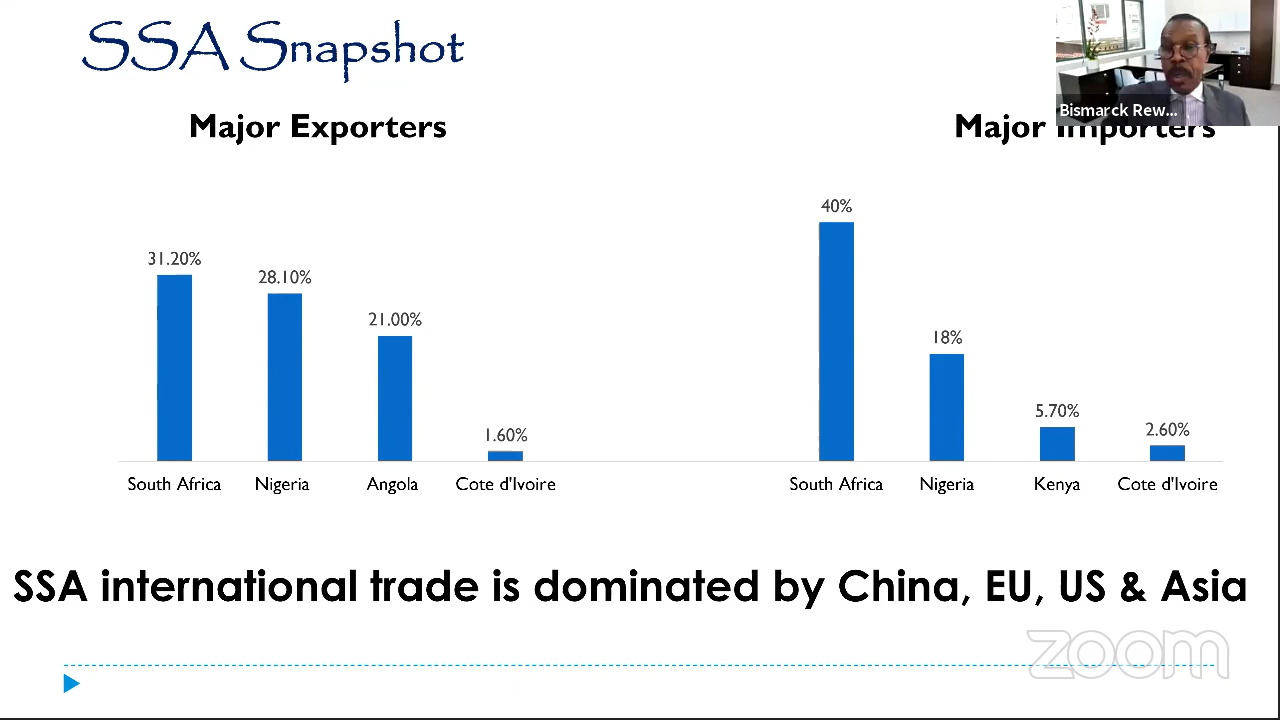 SSA Snapshot
Bismarck Rew...
Major Exporters
Major Importers
31.20%
28.10%
21.00%
1.60%
South Africa
Nigeria
Angola
Cote d'Ivoire
40%
18%
5.70%
2.60%
South Africa
Nigeria
Kenya
Cote d'Ivoire
SSA international trade is dominated by China, EU, US & Asia
zoom